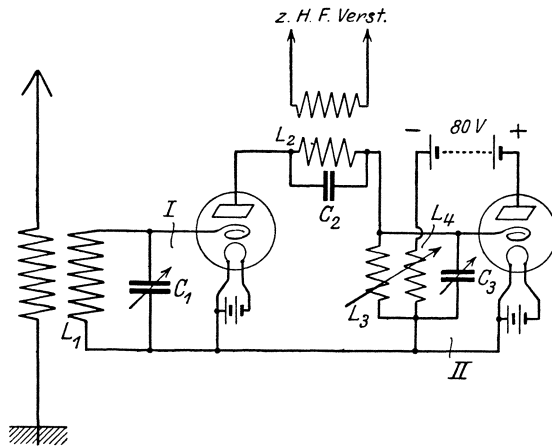 z. H. F. Verst.
L₂
C₂
− 80 V +
I
L₄
C₁
C₃
L₁
L₃
II